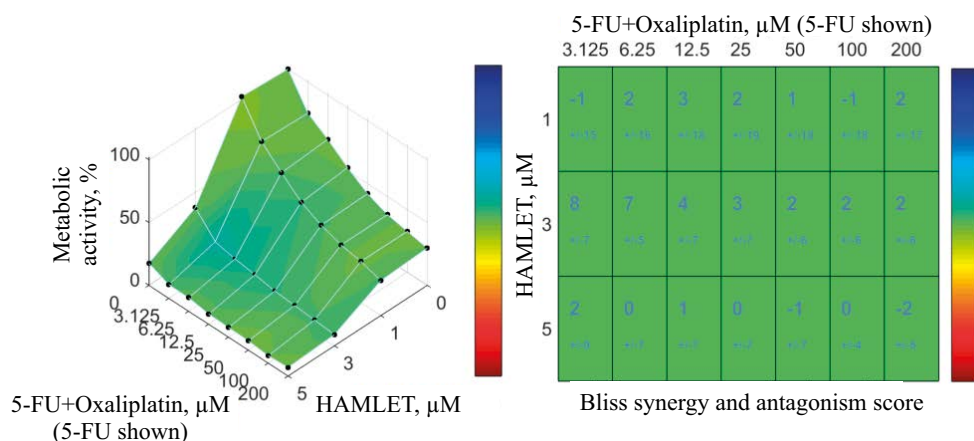 Metabolic
activity, %
100
50
0
0
3.125
6.25
12.5
25
50
100
200
5
3
1
0
5-FU+Oxaliplatin, µM
(5-FU shown)
HAMLET, µM
5-FU+Oxaliplatin, µM (5-FU shown)
3.125 6.25 12.5 25 50 100 200
HAMLET, µM
1
-1 2 3 2 1 -1 2
3
8 7 4 3 2 2 2
5
2 0 1 0 -1 0 -2
Bliss synergy and antagonism score